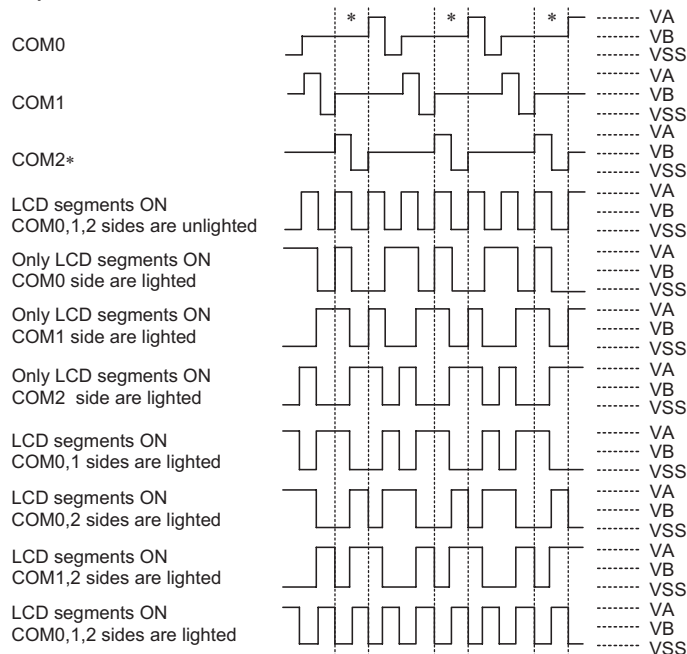 * * *
VA
COM0
VB
VSS
VA
COM1
VB
VSS
VA
COM2*
VB
VSS
VA
LCD segments ON
VB
COM0,1,2 sides are unlighted
VSS
VA
Only LCD segments ON
VB
COM0 side are lighted
VSS
VA
Only LCD segments ON
VB
COM1 side are lighted
VSS
VA
Only LCD segments ON
VB
COM2 side are lighted
VSS
VA
LCD segments ON
VB
COM0,1 sides are lighted
VSS
VA
LCD segments ON
VB
COM0,2 sides are lighted
VSS
VA
LCD segments ON
VB
COM1,2 sides are lighted
VSS
VA
LCD segments ON
VB
COM0,1,2 sides are lighted
VSS